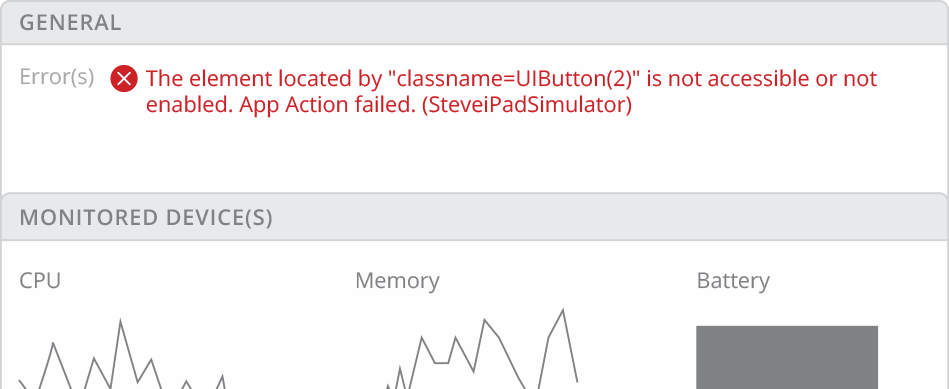 GENERAL
Error(s)
The element located by "classname=UIButton(2)" is not accessible or not
enabled. App Action failed. (SteveiPadSimulator)
MONITORED DEVICE(S)
CPU
Memory
Battery